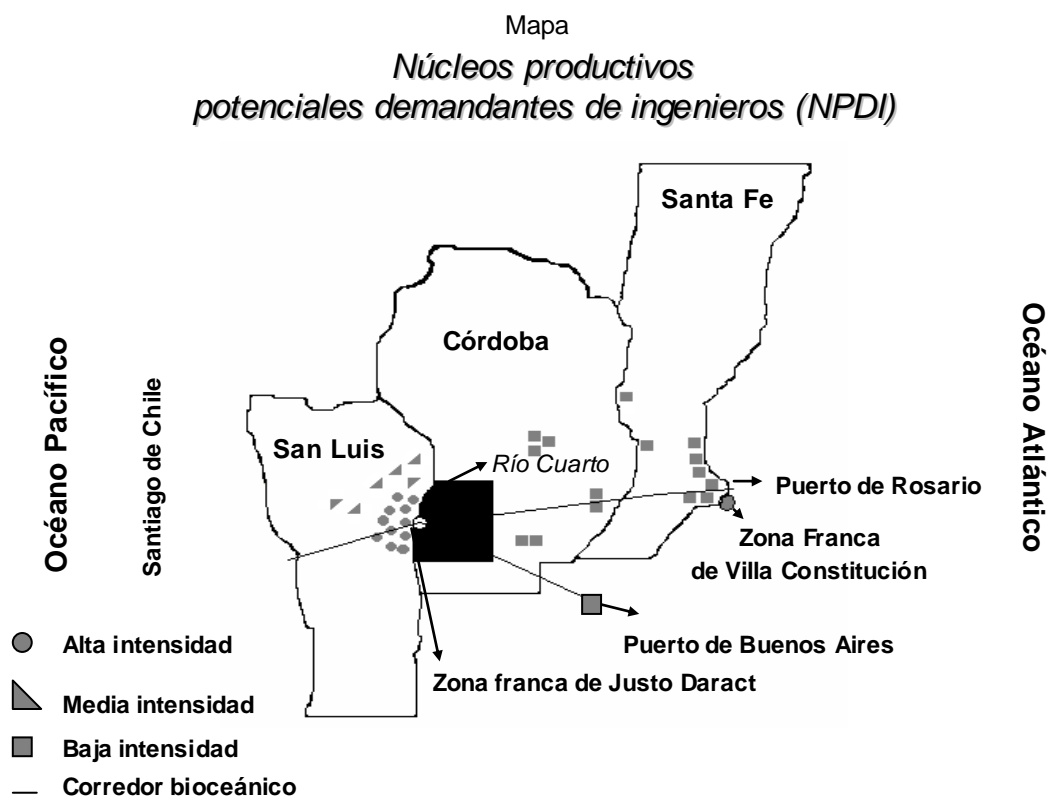 Mapa
Núcleos productivos
potenciales demandantes de ingenieros (NPDI)
Santa Fe
Córdoba
San Luis
Río Cuarto
Océano Pacífico
Santiago de Chile
Océano Atlántico
Puerto de Rosario
Zona Franca
de Villa Constitución
Puerto de Buenos Aires
Zona franca de Justo Daract
Alta intensidad
Media intensidad
Baja intensidad
Corredor bioceánico